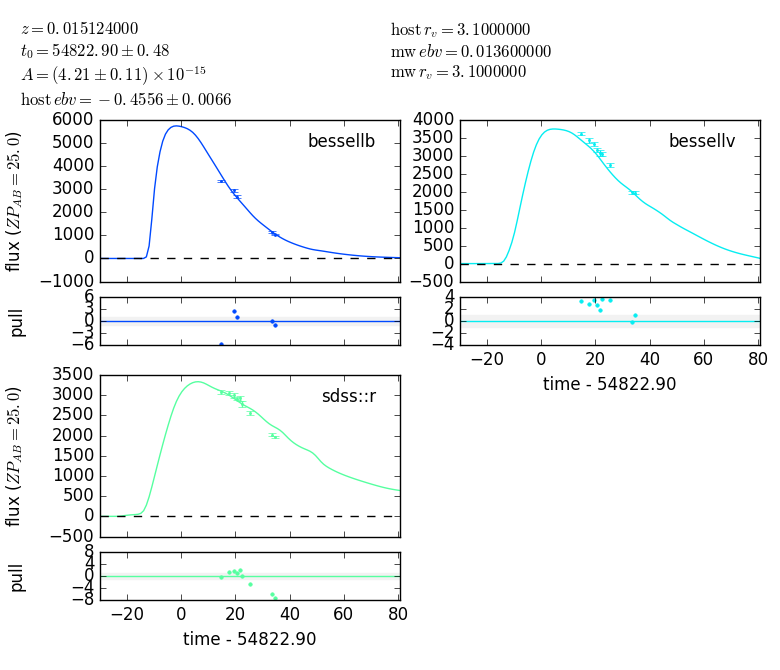 z = 0.015124000
t₀ = 54822.90 ± 0.48
A = (4.21 ± 0.11) × 10⁻¹⁵
host ebv = −0.4556 ± 0.0066
host r_v = 3.1000000
mw ebv = 0.013600000
mw r_v = 3.1000000
flux (ZP_AB = 25.0)
6000
5000
4000
3000
2000
1000
0
−1000
bessellb
pull
6
3
0
−3
−6
4000
3500
3000
2500
2000
1500
1000
500
0
−500
bessellv
4
2
0
−2
−4
−20 0 20 40 60 80
time - 54822.90
flux (ZP_AB = 25.0)
3500
3000
2500
2000
1500
1000
500
0
−500
sdss::r
pull
8
4
0
−4
−8
−20 0 20 40 60 80
time - 54822.90